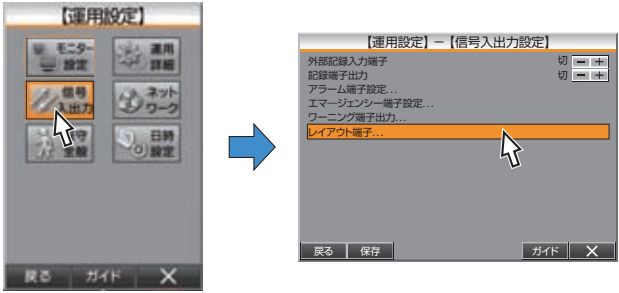 【運用設定】
モニター
設定
運用
詳細
信号
入出力
ネット
ワーク
保守
全般
日時
設定
戻る ガイド ×
【運用設定】－【信号入出力設定】
外部記録入力端子 切 － ＋
記録端子出力 切 － ＋
アラーム端子設定...
エマージェンシー端子設定...
ワーニング端子出力...
レイアウト端子...
戻る 保存 ガイド ×